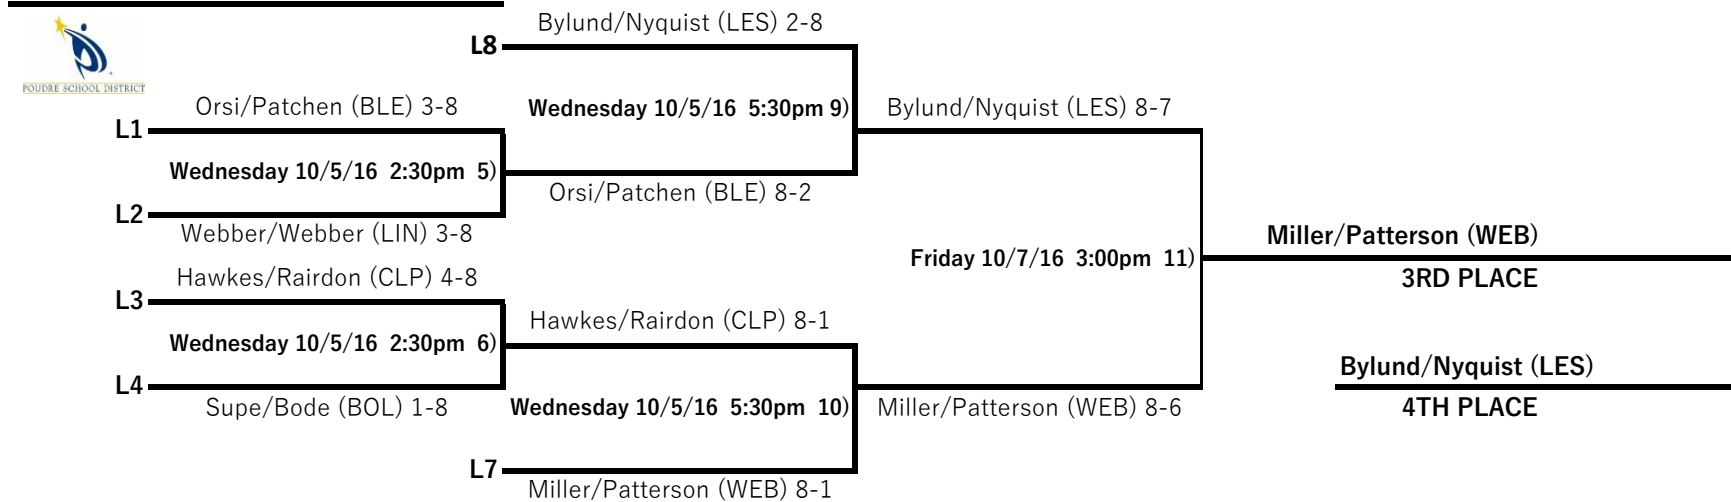 Bylund/Nyquist (LES) 2-8
L8
POUDRE SCHOOL DISTRICT
Orsi/Patchen (BLE) 3-8
Wednesday 10/5/16 5:30pm 9)
Bylund/Nyquist (LES) 8-7
L1
Wednesday 10/5/16 2:30pm 5)
Orsi/Patchen (BLE) 8-2
L2
Webber/Webber (LIN) 3-8
Miller/Patterson (WEB)
Friday 10/7/16 3:00pm 11)
3RD PLACE
Hawkes/Rairdon (CLP) 4-8
L3
Hawkes/Rairdon (CLP) 8-1
Wednesday 10/5/16 2:30pm 6)
Bylund/Nyquist (LES)
L4
Supe/Bode (BOL) 1-8
Wednesday 10/5/16 5:30pm 10)
Miller/Patterson (WEB) 8-6
4TH PLACE
L7
Miller/Patterson (WEB) 8-1